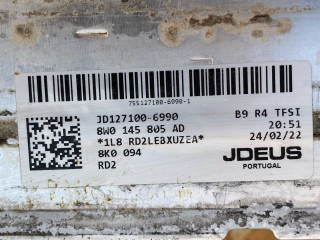 7S5127100-6990-1
JD127100-6990
8W0 145 805 AD
*1L8 RD2LEBXUZEA*
8K0 094
RD2
B9 R4 TFSI
20:51
24/02/22
JDEUS
PORTUGAL